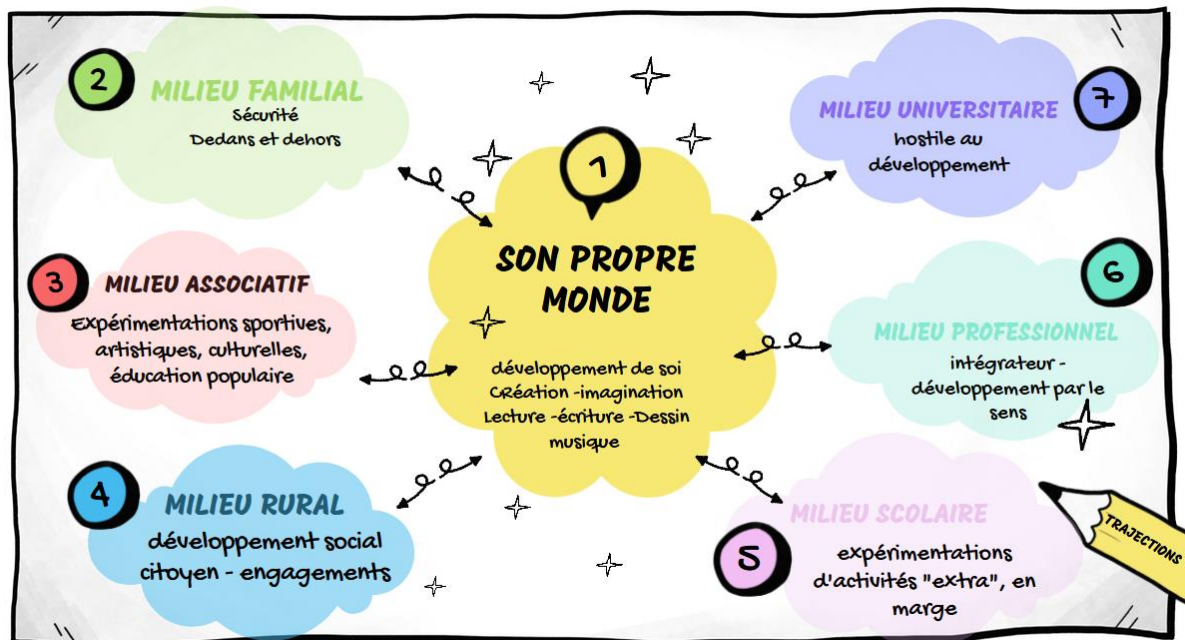 1
SON PROPRE
MONDE
développement de soi
CRéation -imagination
Lecture -écriture -Dessin
musique
2
MILIEU FAMILIAL
Sécurité
Dedans et dehors
3
MILIEU ASSOCIATIF
Expérimentations sportives,
artistiques, culturelles,
éducation populaire
4
MILIEU RURAL
développement social
citoyen - engagements
5
MILIEU SCOLAIRE
expérimentations
d'activités "extra", en
marge
6
MILIEU PROFESSIONNEL
intégrateur -
développement par le
sens
7
MILIEU UNIVERSITAIRE
hostile au
développement
TRAJECTIONS